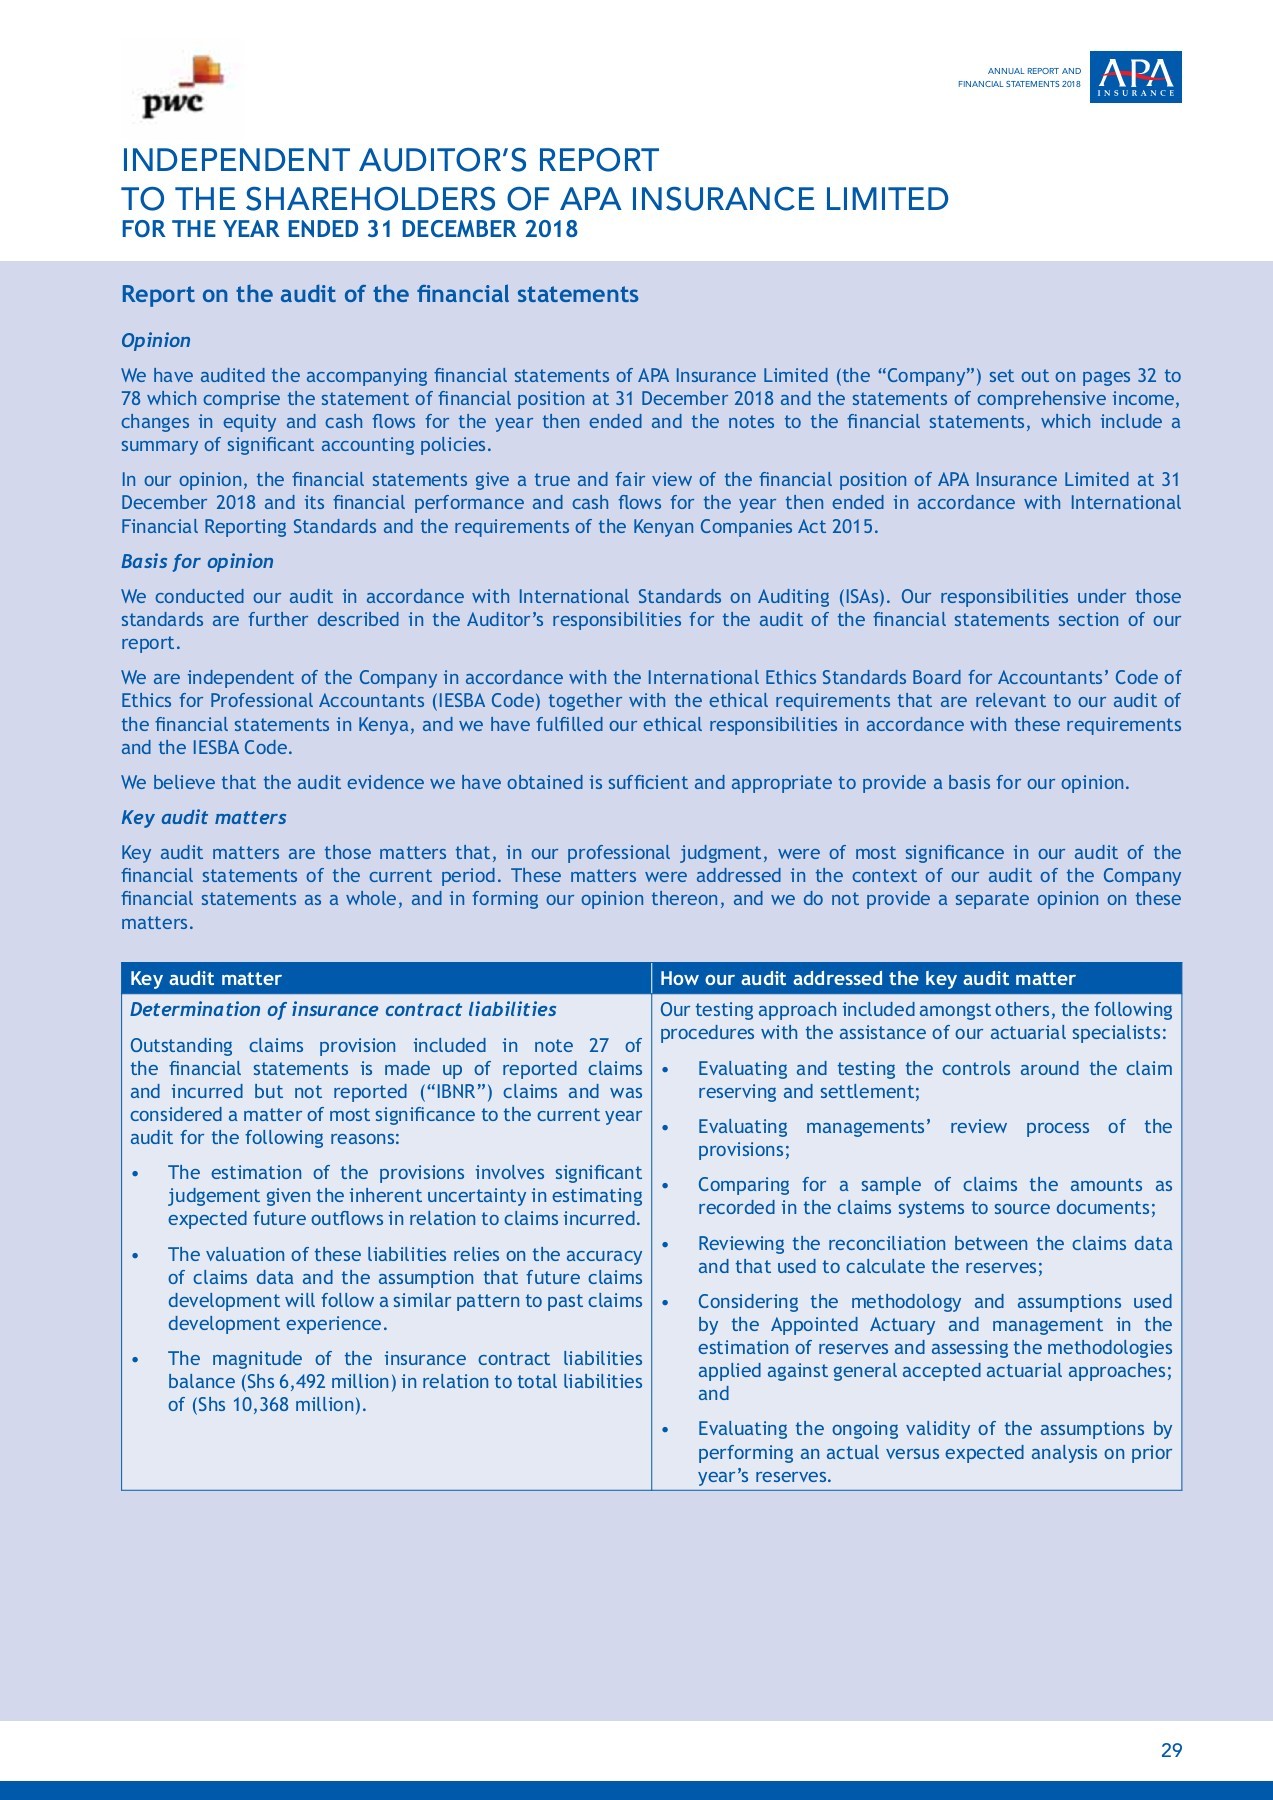 pwc
ANNUAL REPORT AND
FINANCIAL STATEMENTS 2018
APA
INSURANCE
INDEPENDENT AUDITOR’S REPORT
TO THE SHAREHOLDERS OF APA INSURANCE LIMITED
FOR THE YEAR ENDED 31 DECEMBER 2018
Report on the audit of the financial statements
Opinion
We have audited the accompanying financial statements of APA Insurance Limited (the “Company”) set out on pages 32 to
78 which comprise the statement of financial position at 31 December 2018 and the statements of comprehensive income,
changes in equity and cash flows for the year then ended and the notes to the financial statements, which include a
summary of significant accounting policies.
In our opinion, the financial statements give a true and fair view of the financial position of APA Insurance Limited at 31
December 2018 and its financial performance and cash flows for the year then ended in accordance with International
Financial Reporting Standards and the requirements of the Kenyan Companies Act 2015.
Basis for opinion
We conducted our audit in accordance with International Standards on Auditing (ISAs). Our responsibilities under those
standards are further described in the Auditor’s responsibilities for the audit of the financial statements section of our
report.
We are independent of the Company in accordance with the International Ethics Standards Board for Accountants’ Code of
Ethics for Professional Accountants (IESBA Code) together with the ethical requirements that are relevant to our audit of
the financial statements in Kenya, and we have fulfilled our ethical responsibilities in accordance with these requirements
and the IESBA Code.
We believe that the audit evidence we have obtained is sufficient and appropriate to provide a basis for our opinion.
Key audit matters
Key audit matters are those matters that, in our professional judgment, were of most significance in our audit of the
financial statements of the current period. These matters were addressed in the context of our audit of the Company
financial statements as a whole, and in forming our opinion thereon, and we do not provide a separate opinion on these
matters.
Key audit matter
Determination of insurance contract liabilities
Outstanding claims provision included in note 27 of
the financial statements is made up of reported claims
and incurred but not reported (“IBNR”) claims and was
considered a matter of most significance to the current year
audit for the following reasons:
• The estimation of the provisions involves significant
judgement given the inherent uncertainty in estimating
expected future outflows in relation to claims incurred.
• The valuation of these liabilities relies on the accuracy
of claims data and the assumption that future claims
development will follow a similar pattern to past claims
development experience.
• The magnitude of the insurance contract liabilities
balance (Shs 6,492 million) in relation to total liabilities
of (Shs 10,368 million).
How our audit addressed the key audit matter
Our testing approach included amongst others, the following
procedures with the assistance of our actuarial specialists:
• Evaluating and testing the controls around the claim
reserving and settlement;
• Evaluating managements’ review process of the
provisions;
• Comparing for a sample of claims the amounts as
recorded in the claims systems to source documents;
• Reviewing the reconciliation between the claims data
and that used to calculate the reserves;
• Considering the methodology and assumptions used
by the Appointed Actuary and management in the
estimation of reserves and assessing the methodologies
applied against general accepted actuarial approaches;
and
• Evaluating the ongoing validity of the assumptions by
performing an actual versus expected analysis on prior
year’s reserves.
29